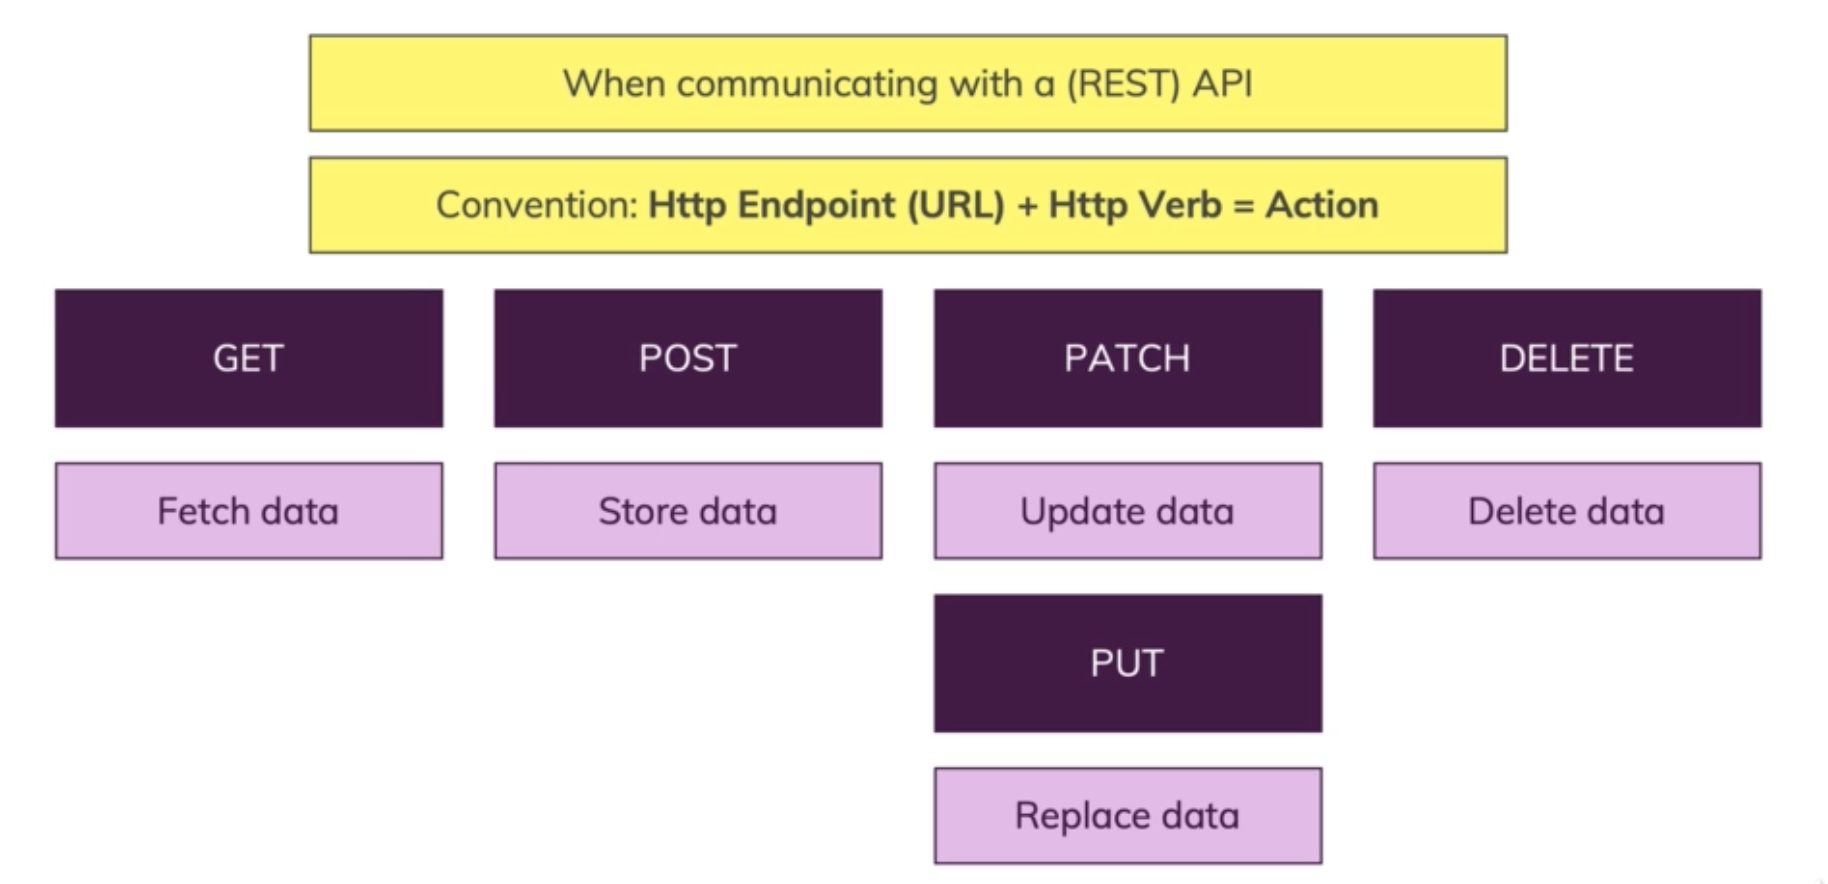 When communicating with a (REST) API
Convention: Http Endpoint (URL) + Http Verb = Action
GET
POST
PATCH
DELETE
Fetch data
Store data
Update data
Delete data
PUT
Replace data